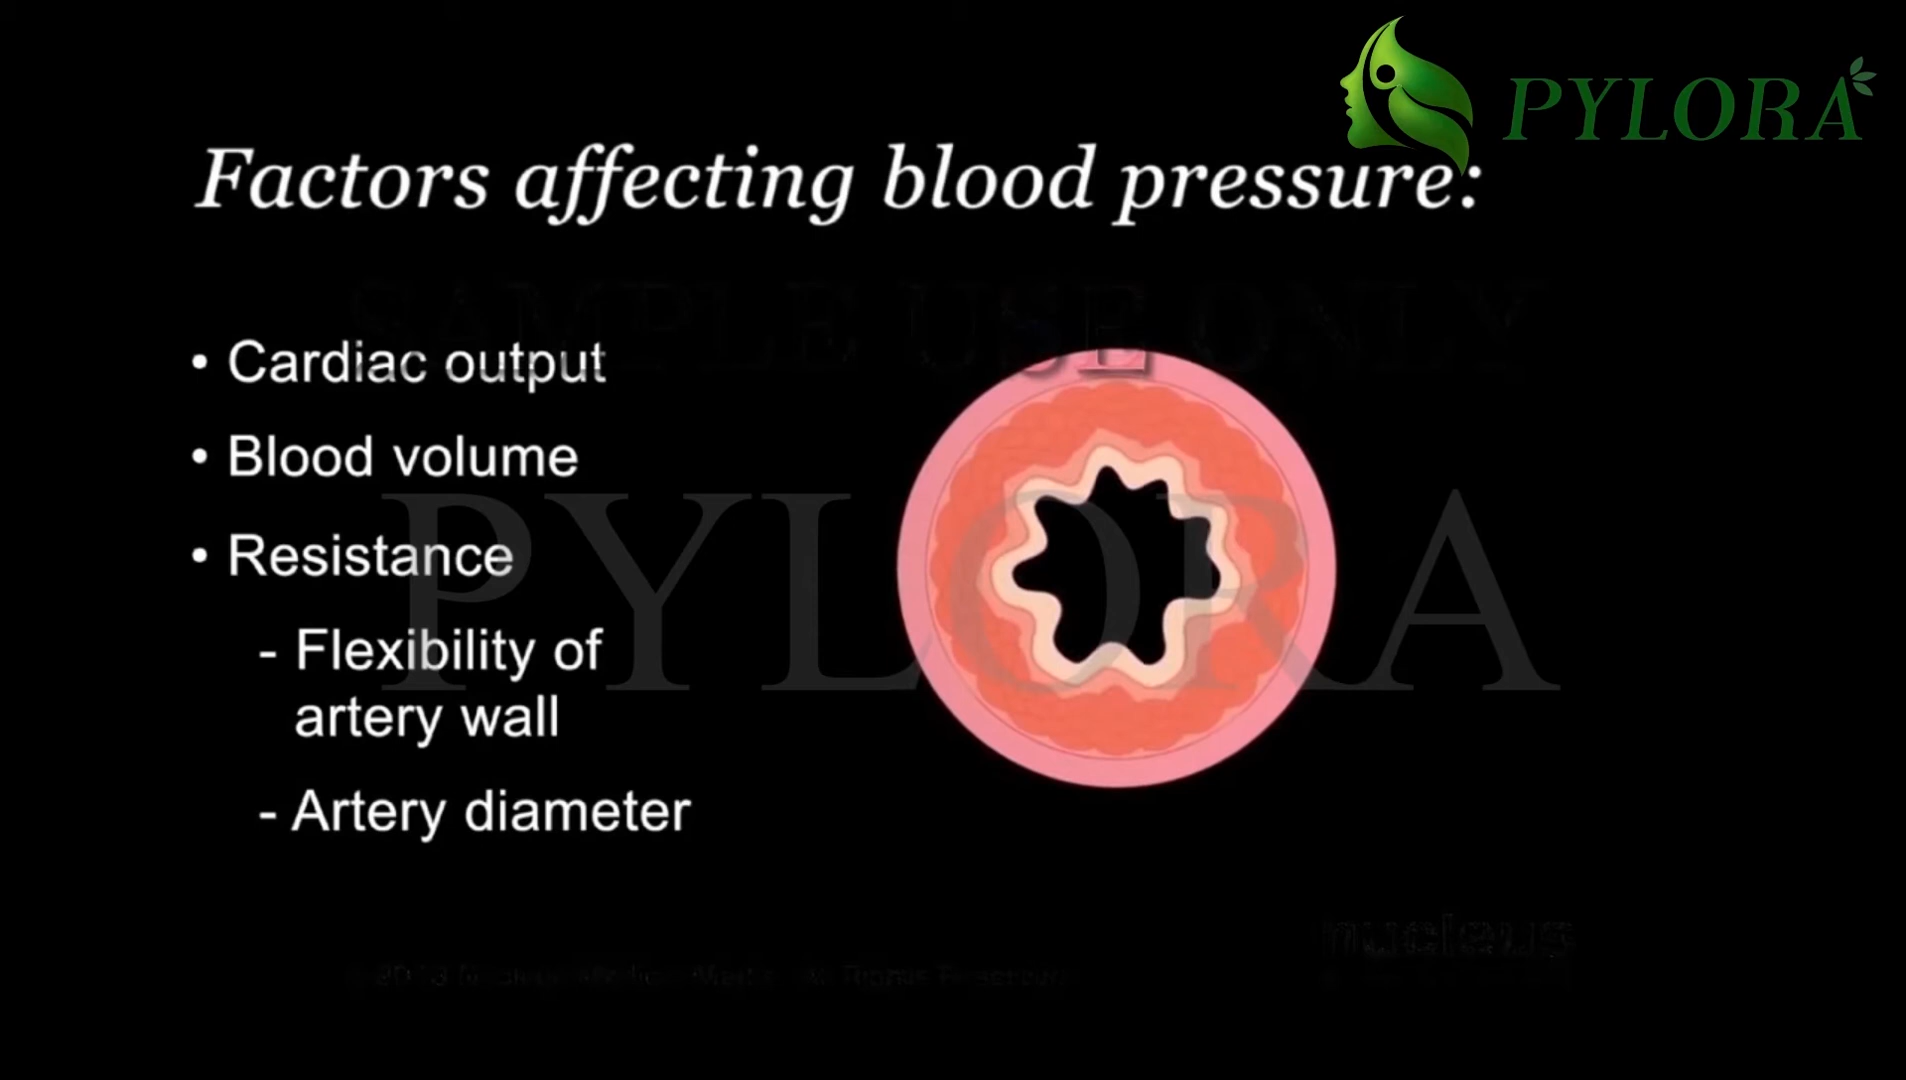 PYLORA
Factors affecting blood pressure:
SAMPLE USE ONLY
• Cardiac output
• Blood volume
• Resistance
PYLORA
- Flexibility of
artery wall
- Artery diameter
nucleus